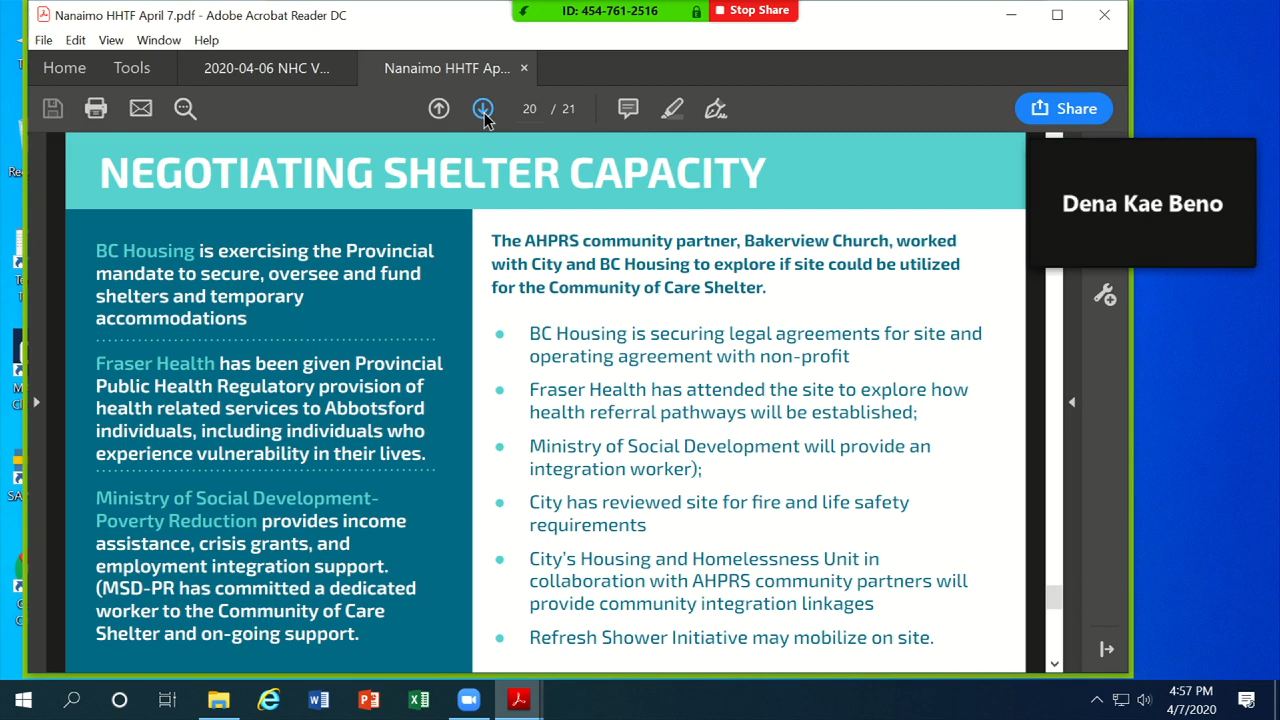 Nanaimo HHTF April 7.pdf - Adobe Acrobat Reader DC
ID: 454-761-2516
Stop Share
File Edit View Window Help
Home Tools 2020-04-06 NHC V... Nanaimo HHTF Ap... ×
20 / 21
Share
NEGOTIATING SHELTER CAPACITY
Dena Kae Beno
BC Housing is exercising the Provincial
mandate to secure, oversee and fund
shelters and temporary
accommodations
Fraser Health has been given Provincial
Public Health Regulatory provision of
health related services to Abbotsford
individuals, including individuals who
experience vulnerability in their lives.
Ministry of Social Development-
Poverty Reduction provides income
assistance, crisis grants, and
employment integration support.
(MSD-PR has committed a dedicated
worker to the Community of Care
Shelter and on-going support.
The AHPRS community partner, Bakerview Church, worked
with City and BC Housing to explore if site could be utilized
for the Community of Care Shelter.
• BC Housing is securing legal agreements for site and
operating agreement with non-profit
• Fraser Health has attended the site to explore how
health referral pathways will be established;
• Ministry of Social Development will provide an
integration worker);
• City has reviewed site for fire and life safety
requirements
• City's Housing and Homelessness Unit in
collaboration with AHPRS community partners will
provide community integration linkages
• Refresh Shower Initiative may mobilize on site.
4:57 PM
4/7/2020